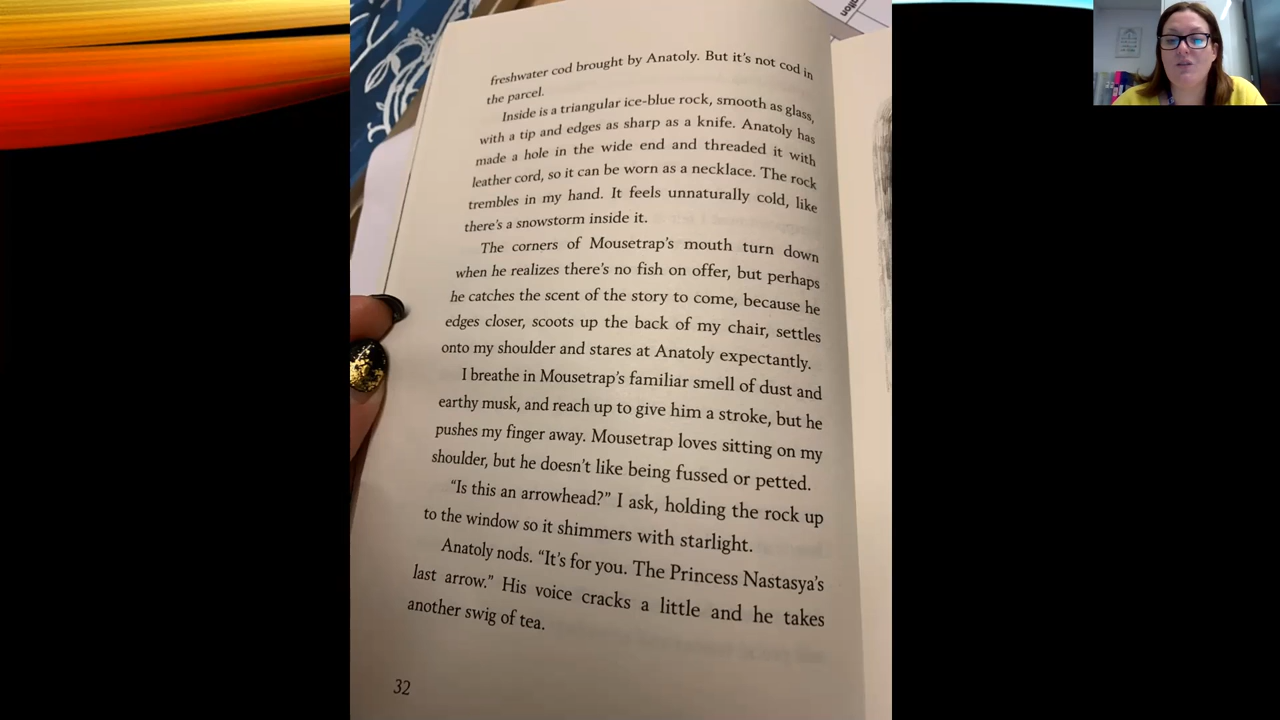 freshwater cod brought by Anatoly. But it's not cod in
the parcel.
Inside is a triangular ice-blue rock, smooth as glass,
with a tip and edges as sharp as a knife. Anatoly has
made a hole in the wide end and threaded it with
leather cord, so it can be worn as a necklace. The rock
trembles in my hand. It feels unnaturally cold, like
there's a snowstorm inside it.
The corners of Mousetrap's mouth turn down
when he realizes there's no fish on offer, but perhaps
he catches the scent of the story to come, because he
edges closer, scoots up the back of my chair, settles
onto my shoulder and stares at Anatoly expectantly.
I breathe in Mousetrap's familiar smell of dust and
earthy musk, and reach up to give him a stroke, but he
pushes my finger away. Mousetrap loves sitting on my
shoulder, but he doesn't like being fussed or petted.
"Is this an arrowhead?" I ask, holding the rock up
to the window so it shimmers with starlight.
Anatoly nods. "It's for you. The Princess Nastasya's
last arrow." His voice cracks a little and he takes
another swig of tea.
32